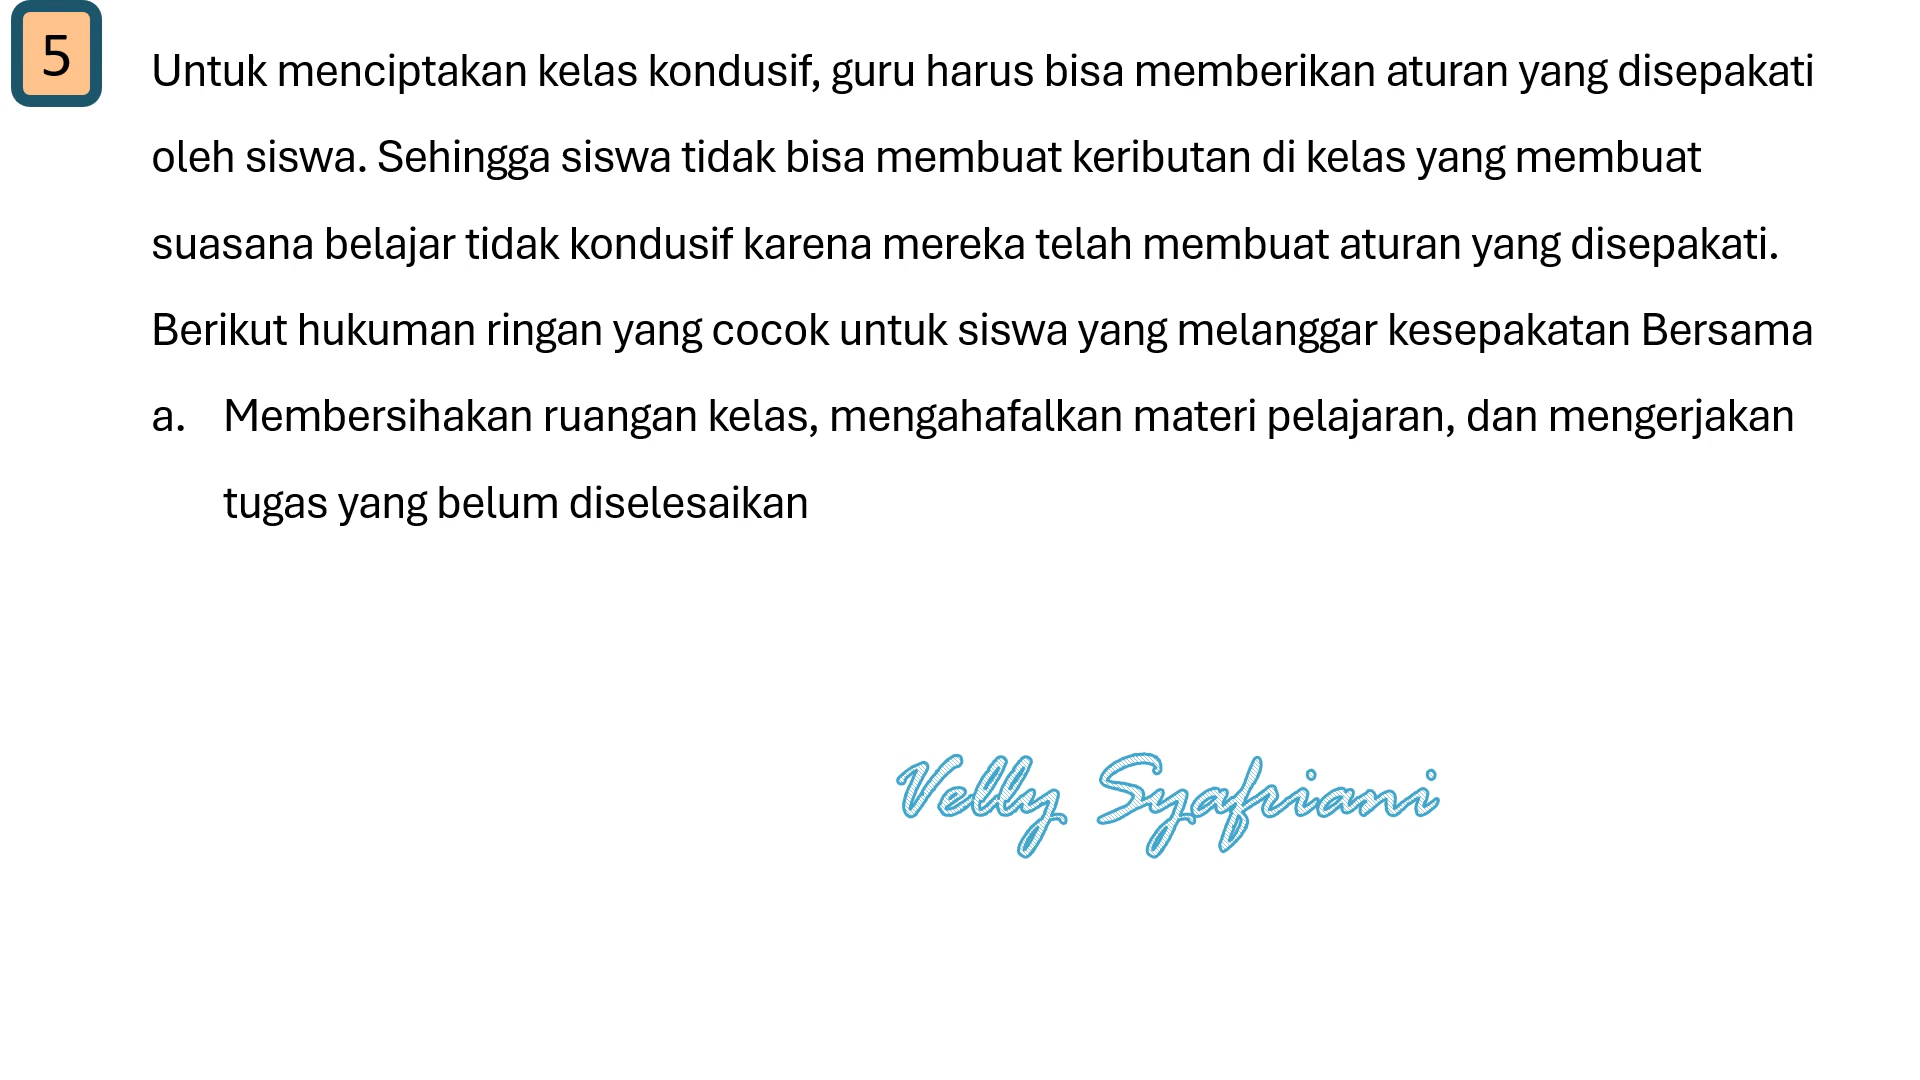 5
Untuk menciptakan kelas kondusif, guru harus bisa memberikan aturan yang disepakati
oleh siswa. Sehingga siswa tidak bisa membuat keributan di kelas yang membuat
suasana belajar tidak kondusif karena mereka telah membuat aturan yang disepakati.
Berikut hukuman ringan yang cocok untuk siswa yang melanggar kesepakatan Bersama
a. Membersihakan ruangan kelas, mengahafalkan materi pelajaran, dan mengerjakan
tugas yang belum diselesaikan
Velly Syafriani